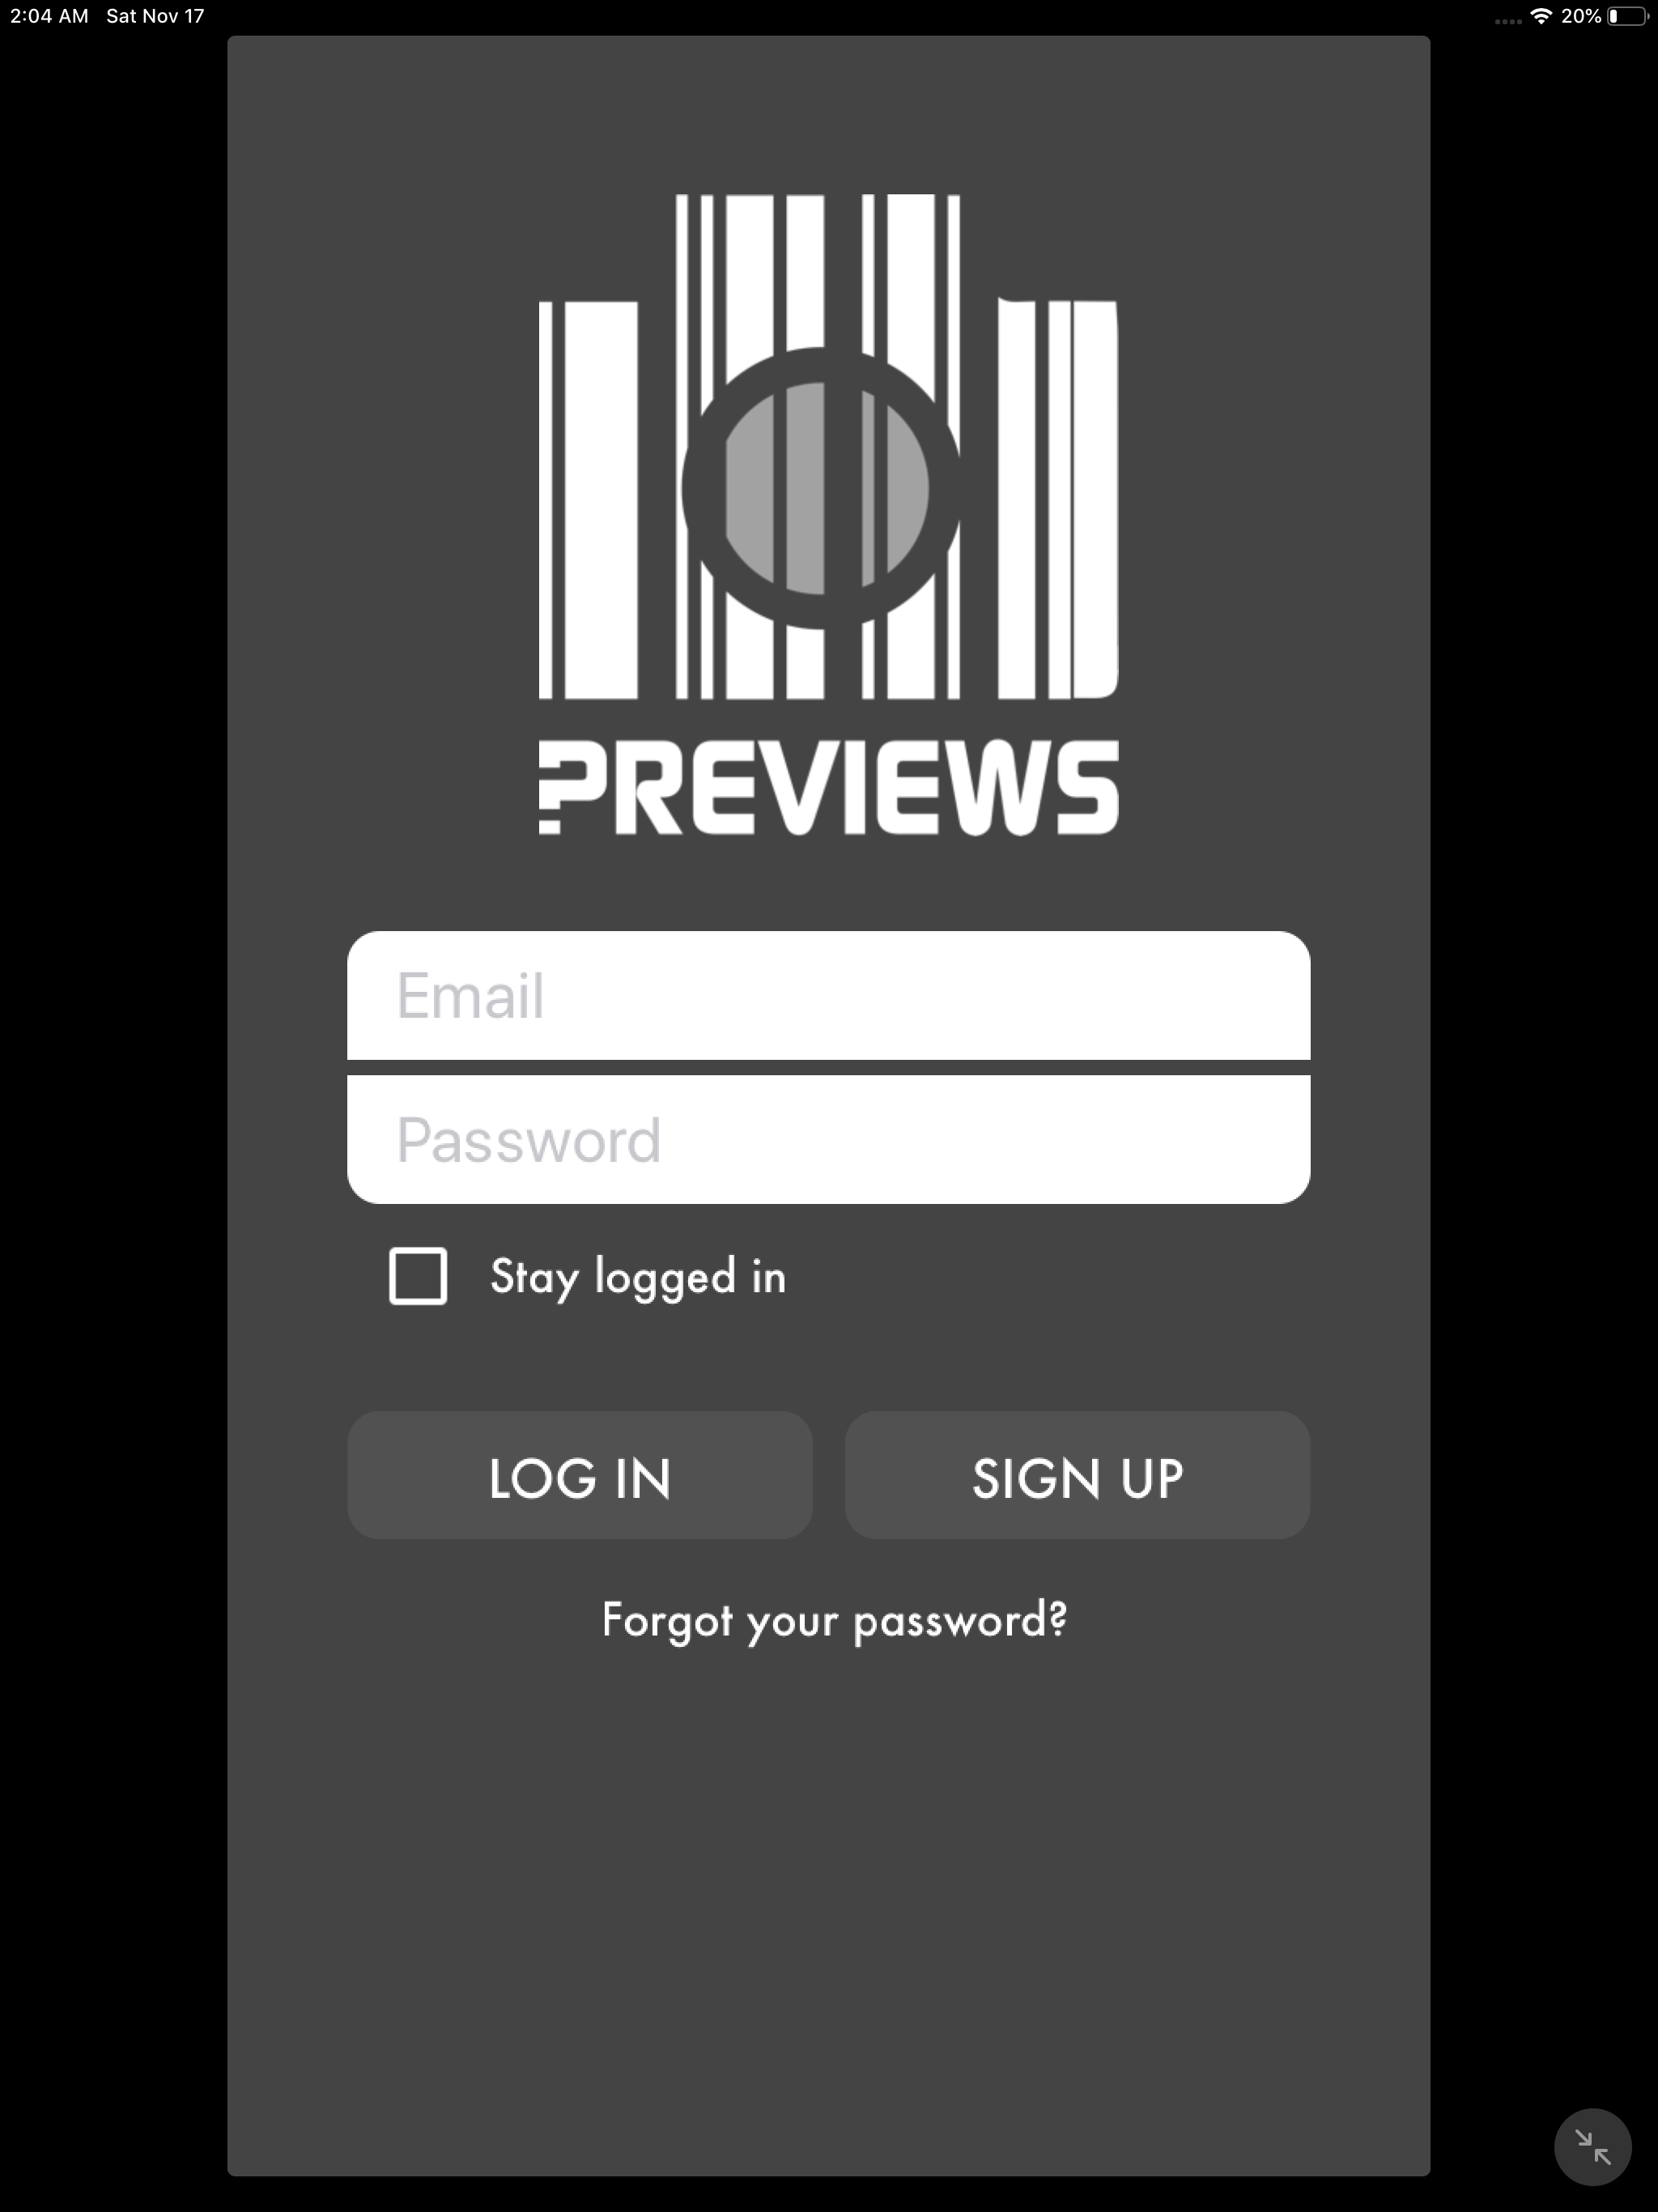 2:04 AM Sat Nov 17 20%
PREVIEWS
Email
Password
Stay logged in
LOG IN SIGN UP
Forgot your password?